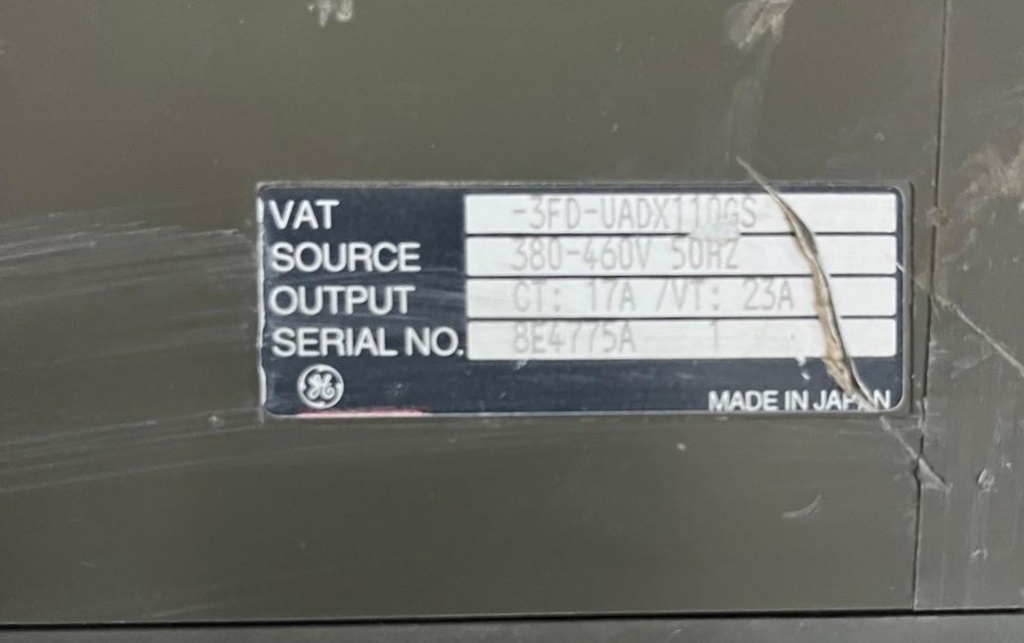 VAT -3FD-UADX110GS
SOURCE 380-460V 50HZ
OUTPUT CT: 17A /VT: 23A
SERIAL NO. 8E4775A 1
GE
MADE IN JAPAN